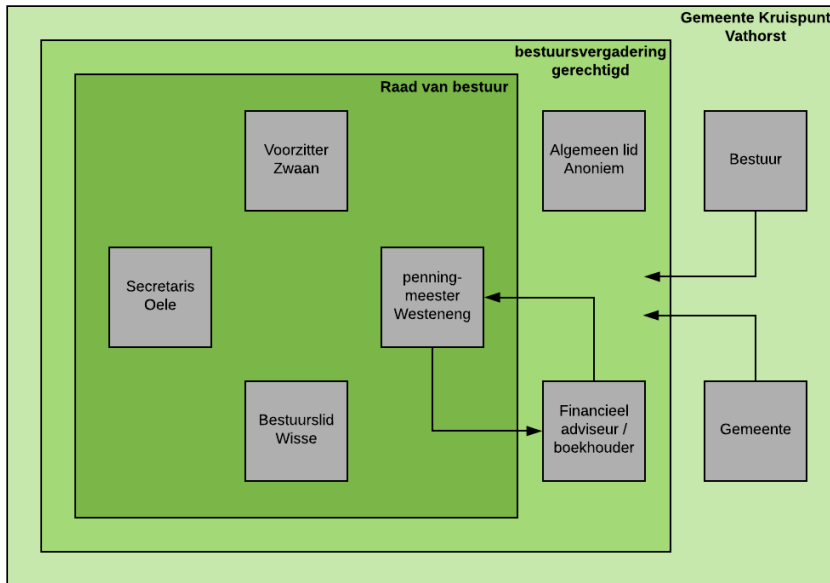 Gemeente Kruispunt
Vathorst
bestuursvergadering
gerechtigd
Raad van bestuur
Voorzitter
Zwaan
Algemeen lid
Anoniem
Bestuur
Secretaris
Oele
penning-
meester
Westeneng
Bestuurslid
Wisse
Financieel
adviseur /
boekhouder
Gemeente